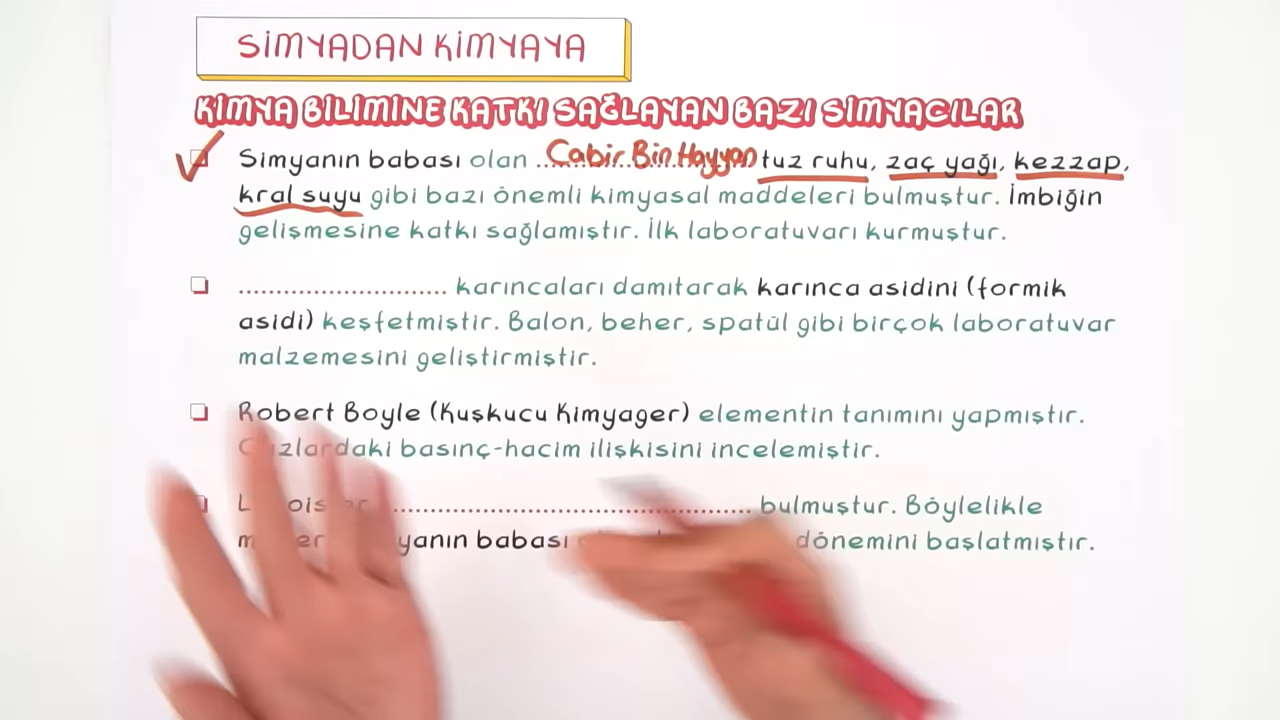 SİMYADAN KİMYAYA
KİMYA BİLİMİNE KATKI SAĞLAYAN BAZI SİMYACILAR
Simyanın babası olan Cabir Bin Hayyan tuz ruhu, zaç yağı, kezzap,
kral suyu gibi bazı önemli kimyasal maddeleri bulmuştur. İmbiğin
gelişmesine katkı sağlamıştır. İlk laboratuvarı kurmuştur.
........................... karıncaları damıtarak karınca asidini (formik
asidi) keşfetmiştir. Balon, beher, spatül gibi birçok laboratuvar
malzemesini geliştirmiştir.
Robert Boyle (Kuşkucu Kimyager) elementin tanımını yapmıştır.
basınç-hacim ilişkisini incelemiştir.
............................................... bulmuştur. Böylelikle
babası dönemini başlatmıştır.